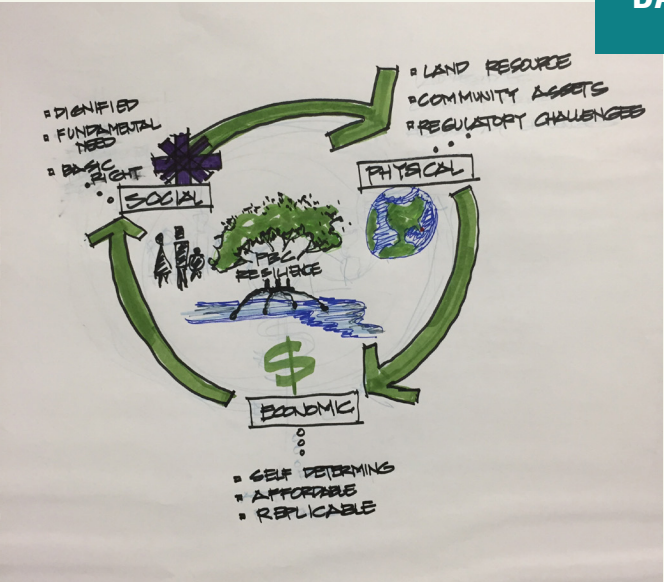 ▫ DIGNIFIED
▫ FUNDAMENTAL
NEED
▫ BASIC
RIGHT
SOCIAL
▫ LAND RESOURCE
▫ COMMUNITY ASSETS
▫ REGULATORY CHALLENGES
PHYSICAL
PBC
RESILIENCE
$
ECONOMIC
▫ SELF DETERMING
▫ AFFORDABLE
▫ REPLICABLE